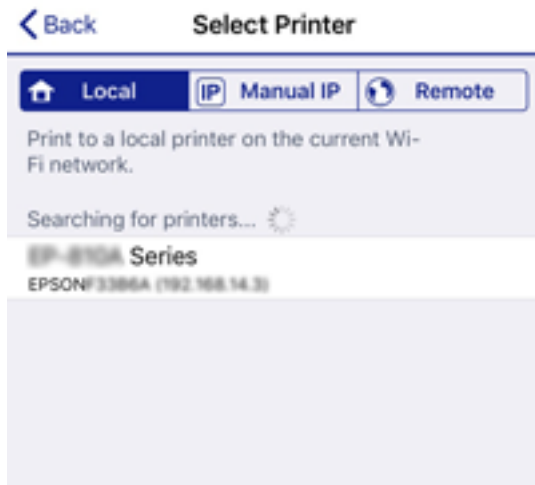 Back Select Printer
Local IP Manual IP Remote
Print to a local printer on the current Wi-
Fi network.
Searching for printers...
Series
EPSON